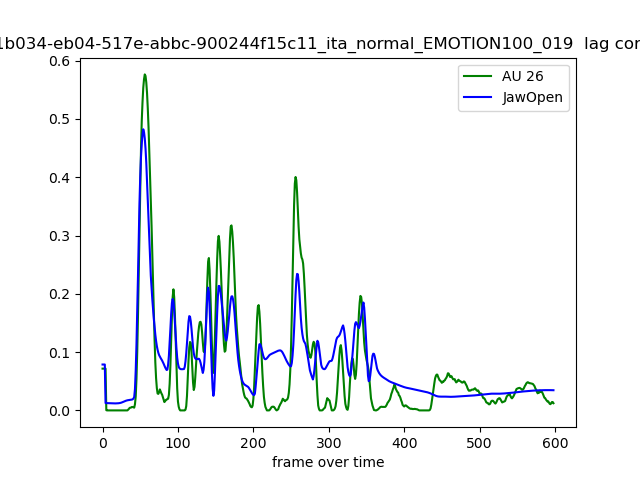 1b034-eb04-517e-abbc-900244f15c11_ita_normal_EMOTION100_019 lag cor
AU 26
JawOpen
0.6
0.5
0.4
0.3
0.2
0.1
0.0
0 100 200 300 400 500 600
frame over time